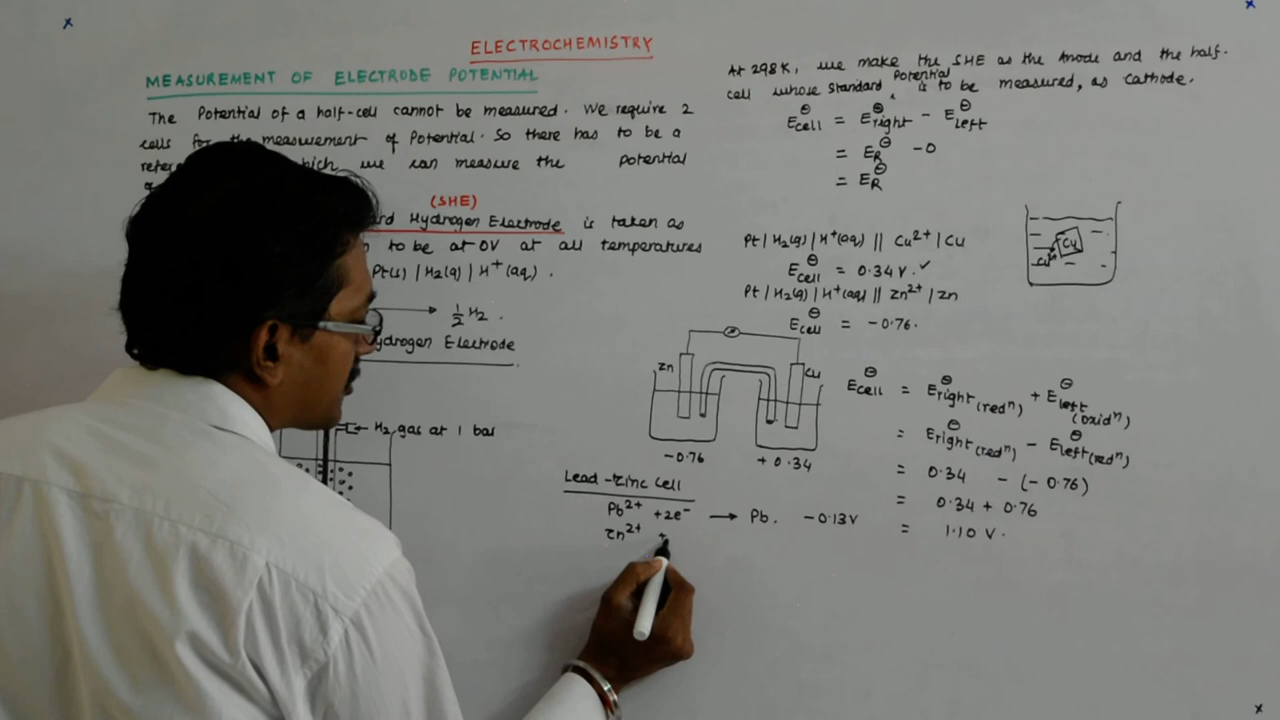 ELECTROCHEMISTRY
MEASUREMENT OF ELECTRODE POTENTIAL
The Potential of a half-cell cannot be measured. We require 2
cells for the measurement of Potential. So there has to be a
which we can measure the potential
(SHE)
Hydrogen Electrode is taken as
to be at 0V at all temperatures
Pt(s) | H₂(g) | H⁺(aq).
→ ½ H₂.
Hydrogen Electrode
← H₂ gas at 1 bar
At 298K, we make the SHE as the Anode and the half-
cell whose standard potential is to be measured, as cathode.
E⊖cell = E⊖right - E⊖left
= E⊖R - 0
= E⊖R
Pt | H₂(g) | H⁺(aq) || Cu²⁺ | Cu
E⊖cell = 0.34 V. ✓
Pt | H₂(g) | H⁺(aq) || Zn²⁺ | Zn
E⊖cell = -0.76.
Cu
Zn
Cu
-0.76 +0.34
E⊖cell = E⊖right (redⁿ) + E⊖left (oxidⁿ)
= E⊖right (redⁿ) - E⊖left (redⁿ)
= 0.34 - (-0.76)
= 0.34 + 0.76
= 1.10 V.
Lead-Zinc cell
Pb²⁺ + 2e⁻ → Pb. -0.13V
Zn²⁺ +